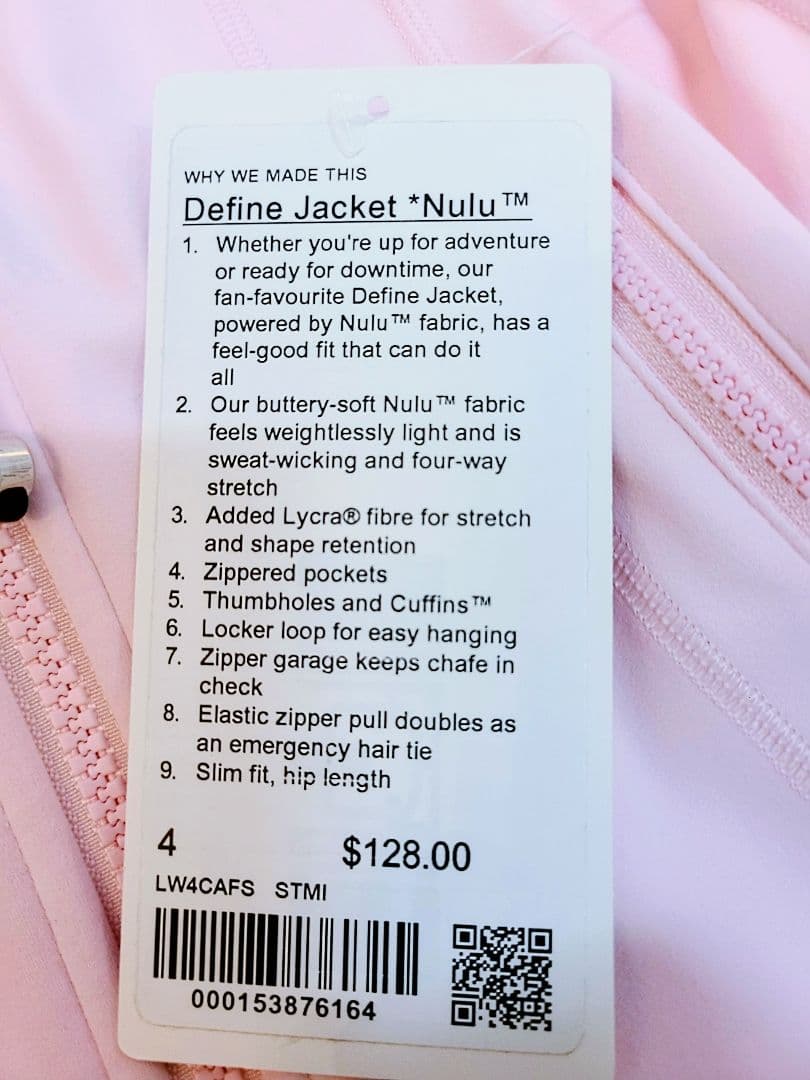 WHY WE MADE THIS
Define Jacket *Nulu™
1. Whether you're up for adventure
or ready for downtime, our
fan-favourite Define Jacket,
powered by Nulu™ fabric, has a
feel-good fit that can do it
all
2. Our buttery-soft Nulu™ fabric
feels weightlessly light and is
sweat-wicking and four-way
stretch
3. Added Lycra® fibre for stretch
and shape retention
4. Zippered pockets
5. Thumbholes and Cuffins™
6. Locker loop for easy hanging
7. Zipper garage keeps chafe in
check
8. Elastic zipper pull doubles as
an emergency hair tie
9. Slim fit, hip length
4 $128.00
LW4CAFS STMI
000153876164